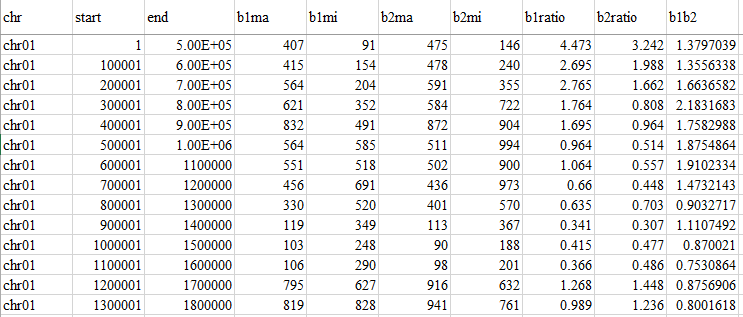 chr start end b1ma b1mi b2ma b2mi b1ratio b2ratio b1b2
chr01 1 5.00E+05 407 91 475 146 4.473 3.242 1.3797039
chr01 100001 6.00E+05 415 154 478 240 2.695 1.988 1.3556338
chr01 200001 7.00E+05 564 204 591 355 2.765 1.662 1.6636582
chr01 300001 8.00E+05 621 352 584 722 1.764 0.808 2.1831683
chr01 400001 9.00E+05 832 491 872 904 1.695 0.964 1.7582988
chr01 500001 1.00E+06 564 585 511 994 0.964 0.514 1.8754864
chr01 600001 1100000 551 518 502 900 1.064 0.557 1.9102334
chr01 700001 1200000 456 691 436 973 0.66 0.448 1.4732143
chr01 800001 1300000 330 520 401 570 0.635 0.703 0.9032717
chr01 900001 1400000 119 349 113 367 0.341 0.307 1.1107492
chr01 1000001 1500000 103 248 90 188 0.415 0.477 0.870021
chr01 1100001 1600000 106 290 98 201 0.366 0.486 0.7530864
chr01 1200001 1700000 795 627 916 632 1.268 1.448 0.8756906
chr01 1300001 1800000 819 828 941 761 0.989 1.236 0.8001618